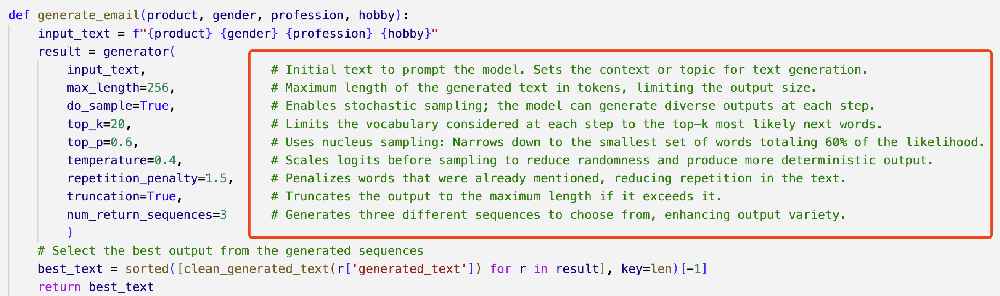 def generate_email(product, gender, profession, hobby):
    input_text = f"{product} {gender} {profession} {hobby}"
    result = generator(
        input_text,                 # Initial text to prompt the model. Sets the context or topic for text generation.
        max_length=256,             # Maximum length of the generated text in tokens, limiting the output size.
        do_sample=True,             # Enables stochastic sampling; the model can generate diverse outputs at each step.
        top_k=20,                   # Limits the vocabulary considered at each step to the top-k most likely next words.
        top_p=0.6,                  # Uses nucleus sampling: Narrows down to the smallest set of words totaling 60% of the likelihood.
        temperature=0.4,            # Scales logits before sampling to reduce randomness and produce more deterministic output.
        repetition_penalty=1.5,     # Penalizes words that were already mentioned, reducing repetition in the text.
        truncation=True,            # Truncates the output to the maximum length if it exceeds it.
        num_return_sequences=3      # Generates three different sequences to choose from, enhancing output variety.
        )
    # Select the best output from the generated sequences
    best_text = sorted([clean_generated_text(r['generated_text']) for r in result], key=len)[-1]
    return best_text